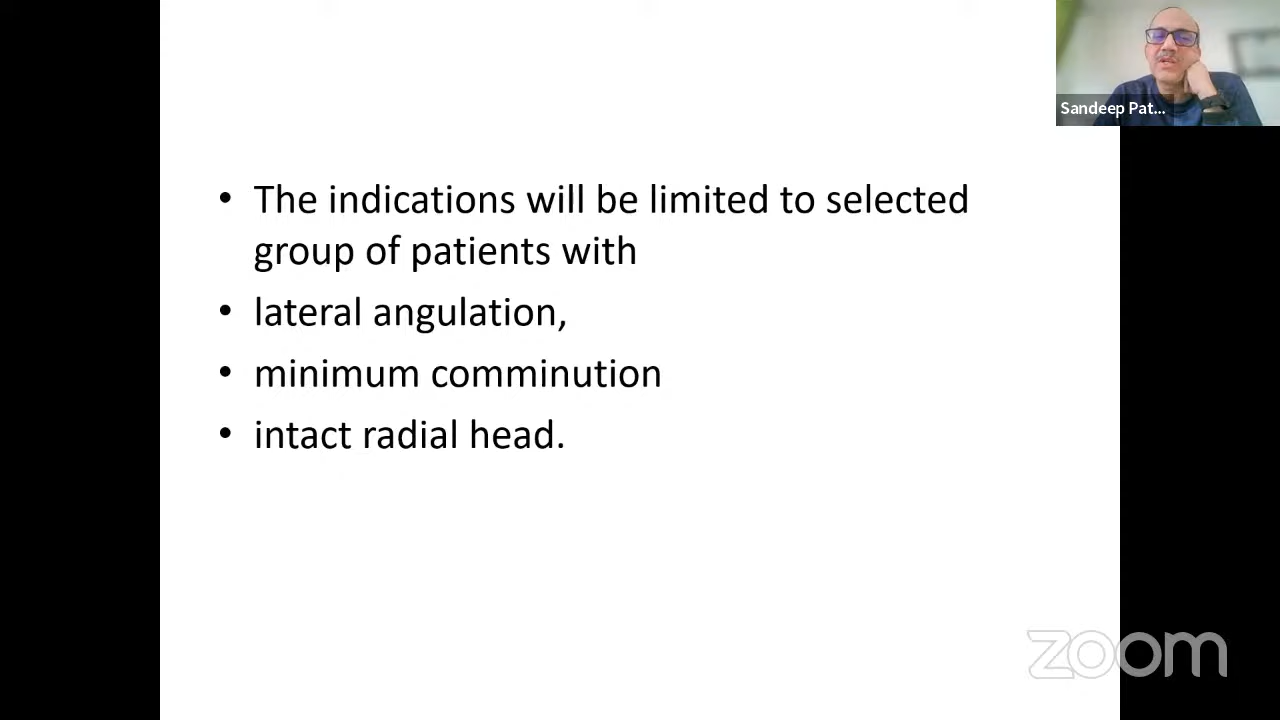 Sandeep Pat...
• The indications will be limited to selected
group of patients with
• lateral angulation,
• minimum comminution
• intact radial head.
zoom